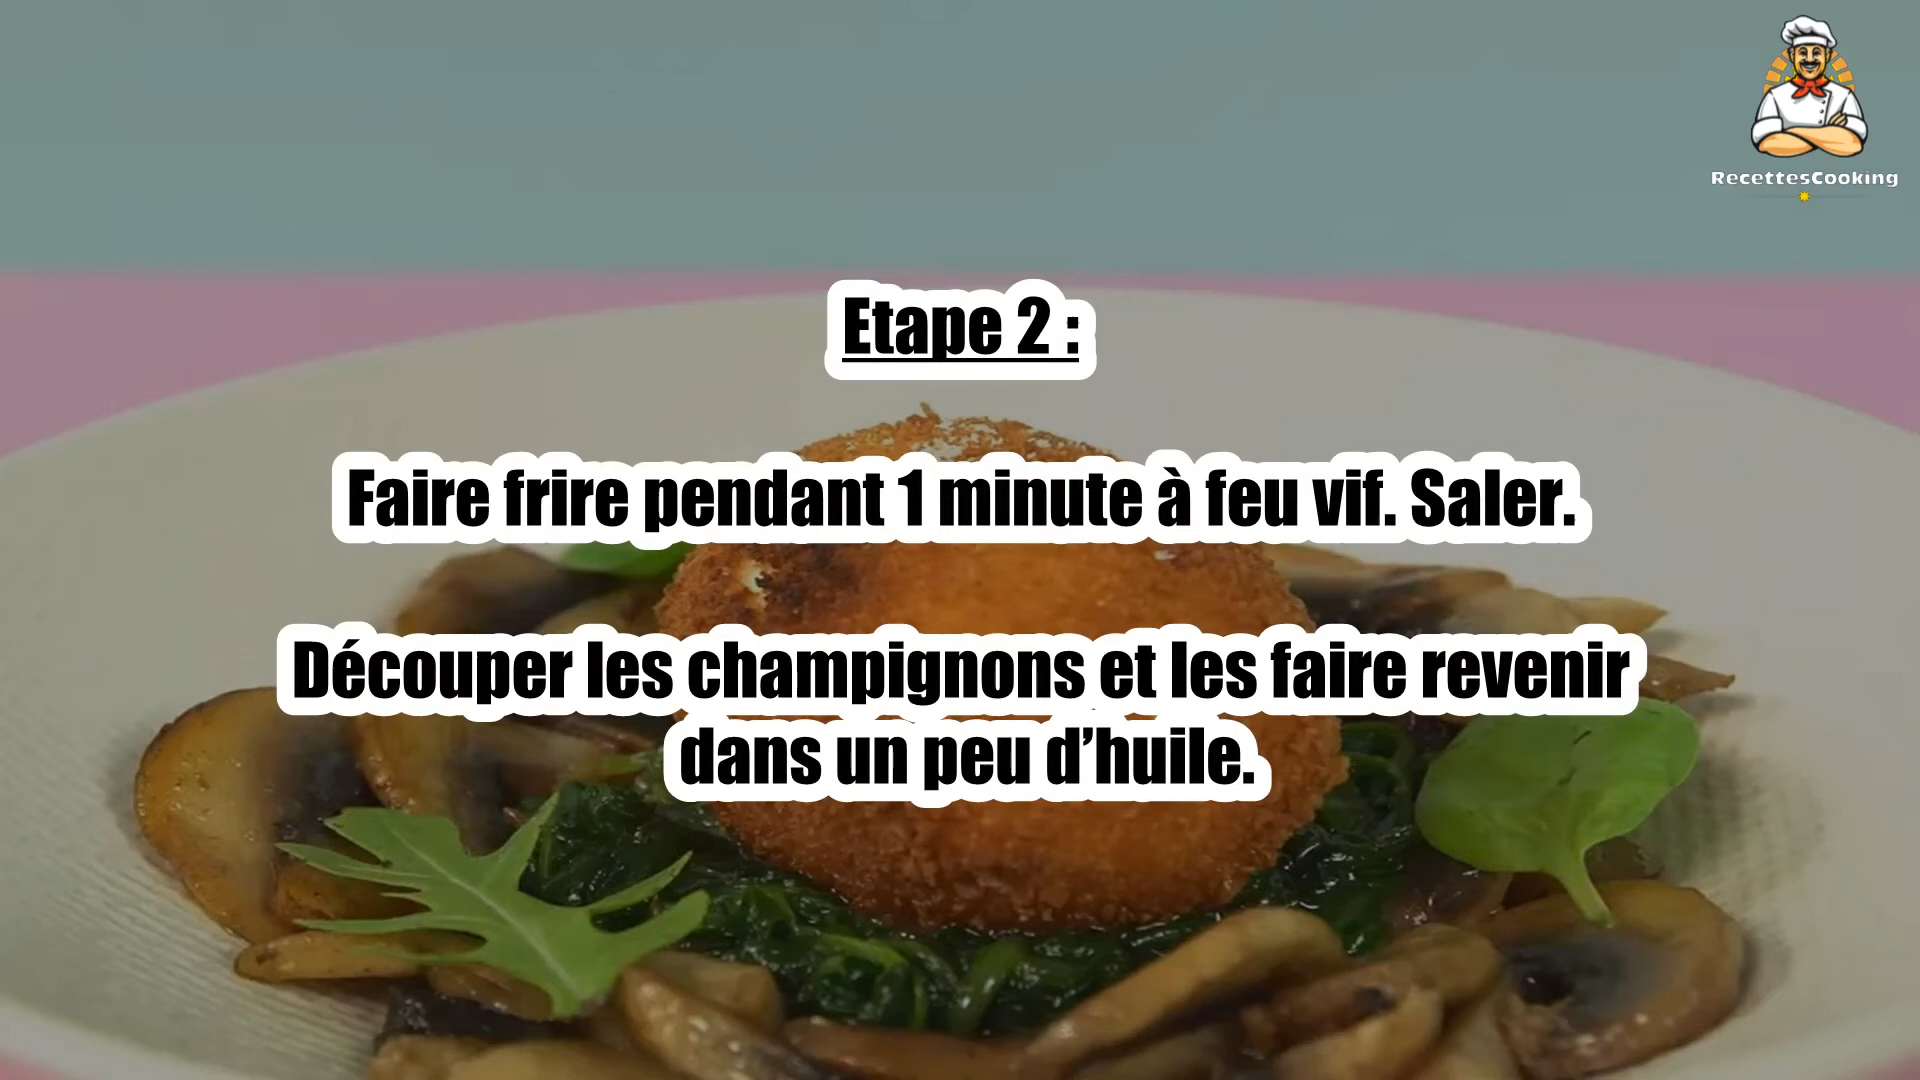 RecettesCooking
Etape 2 :
Faire frire pendant 1 minute à feu vif. Saler.
Découper les champignons et les faire revenir
dans un peu d’huile.